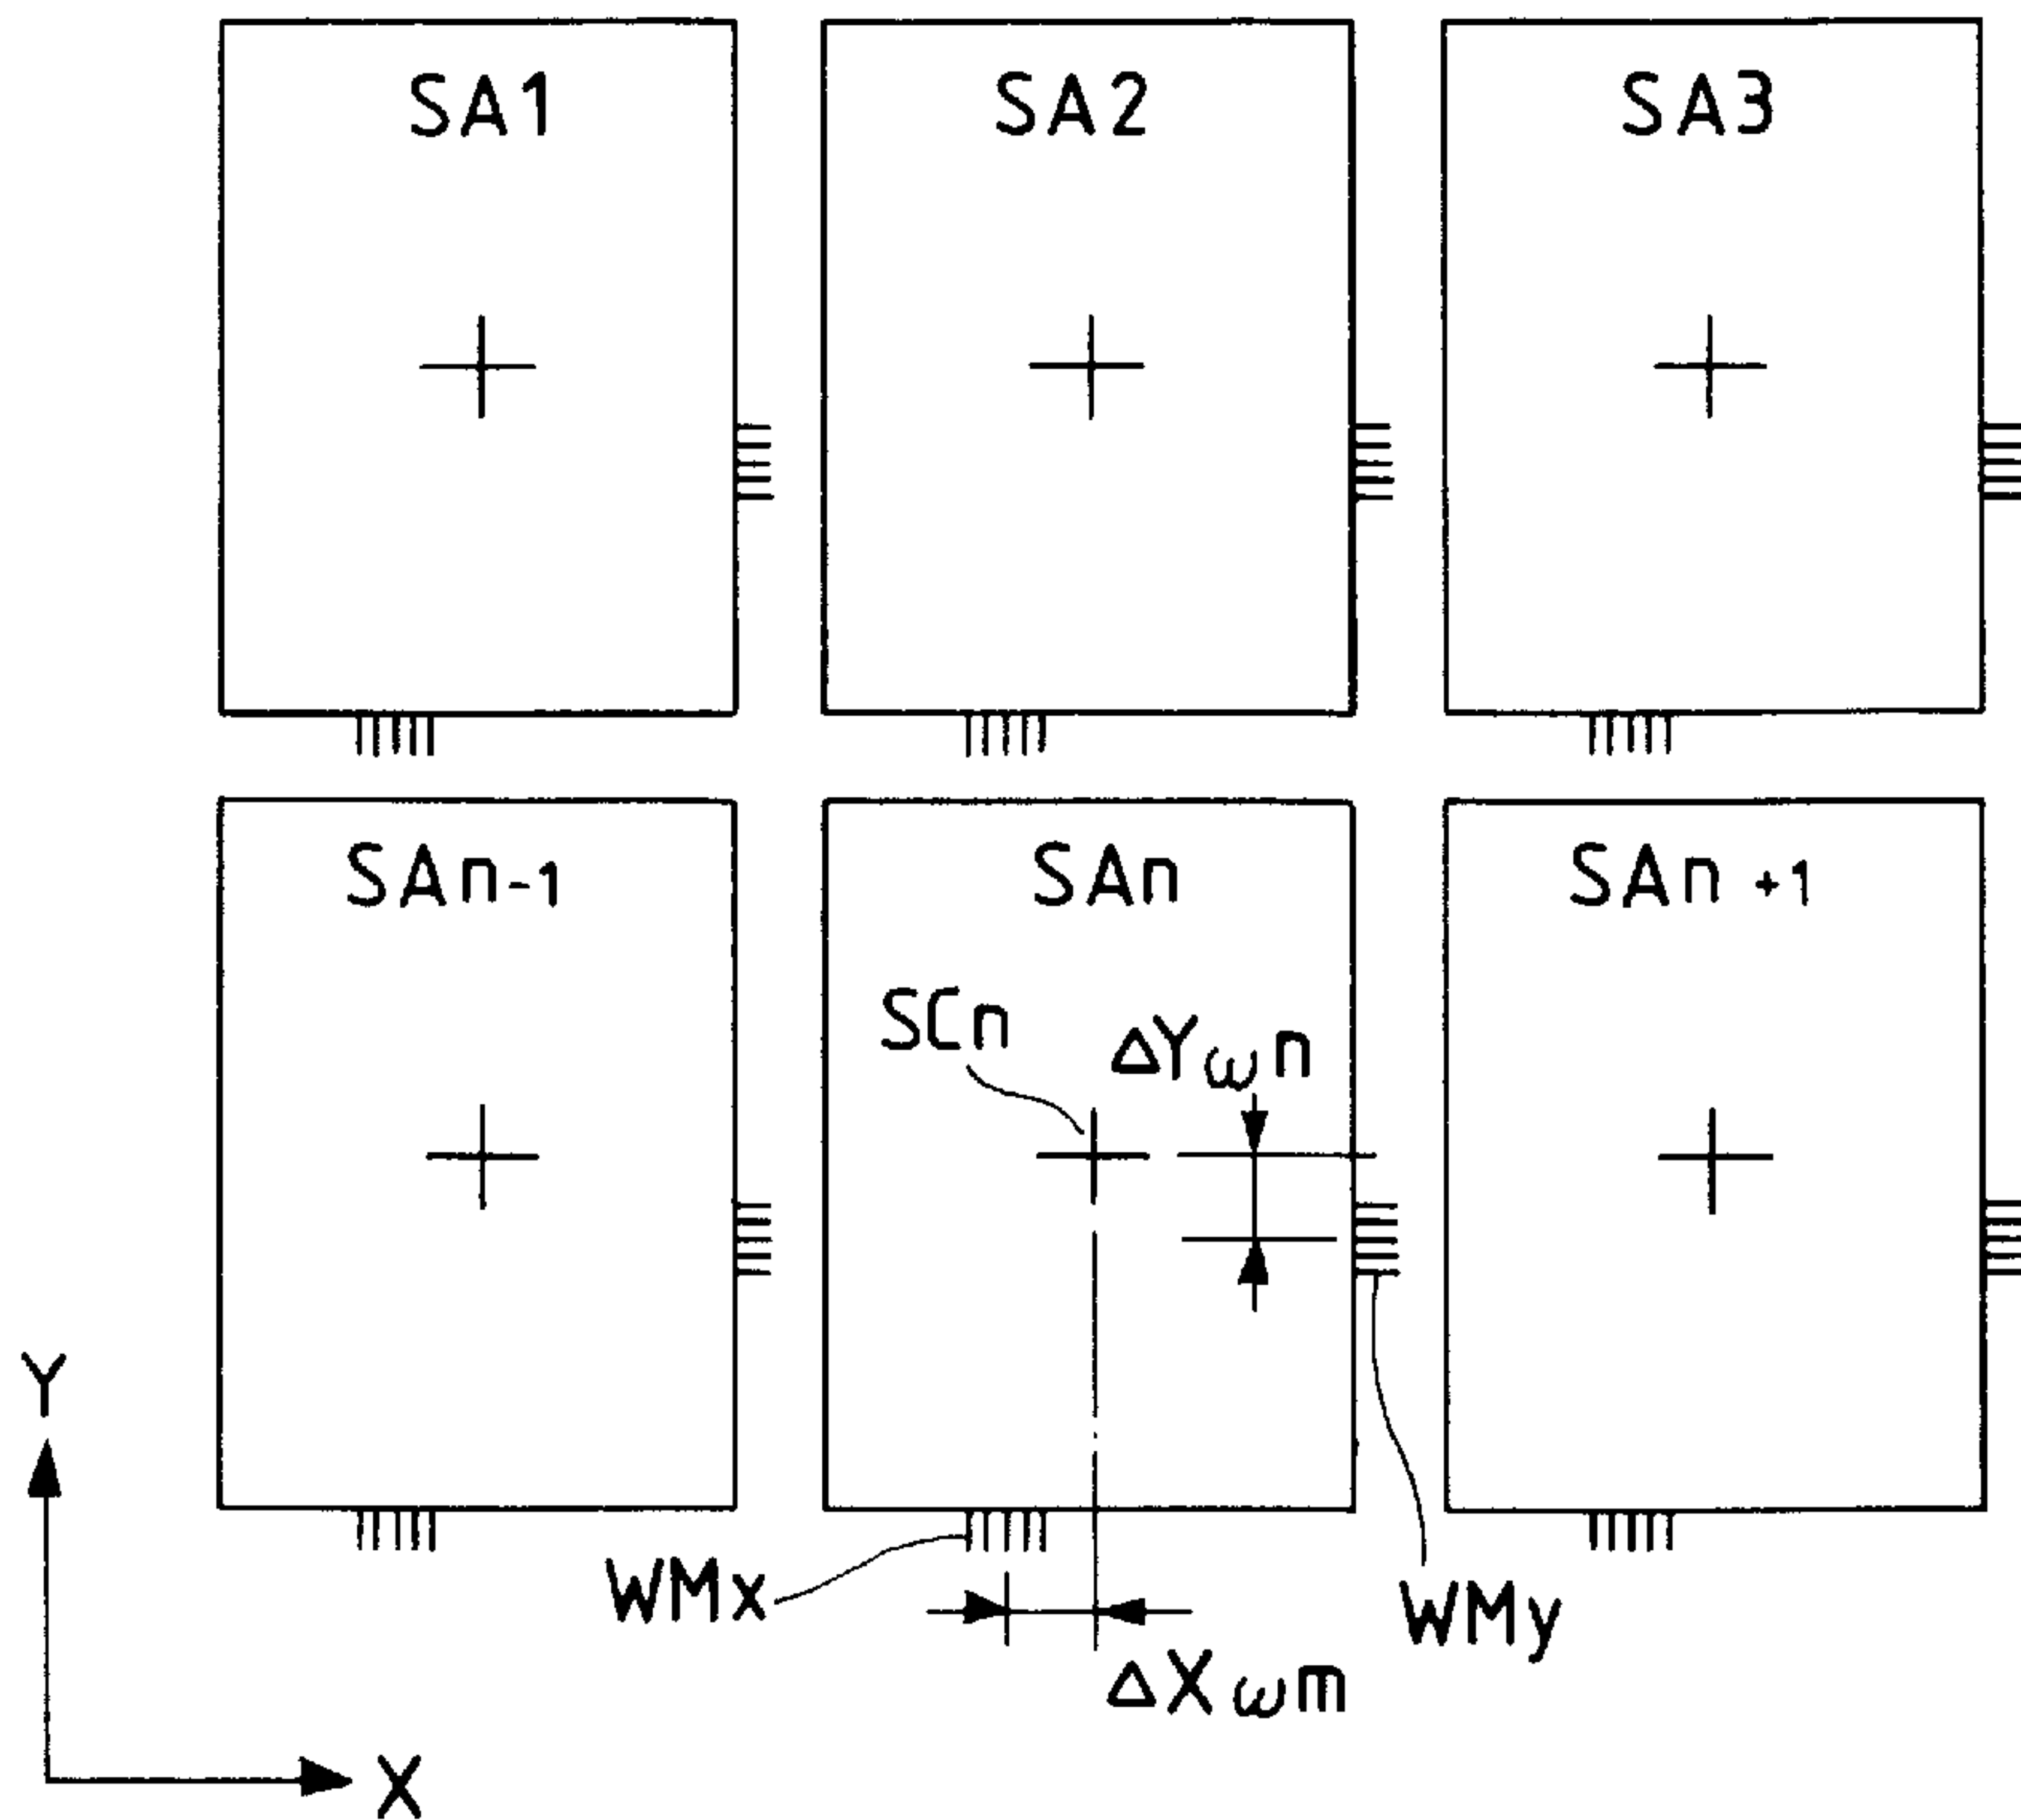 SA1
SA2
SA3
SAn-1
SAn
SAn +1
SCn
ΔYωn
WMx
WMy
ΔXωm
Y
X